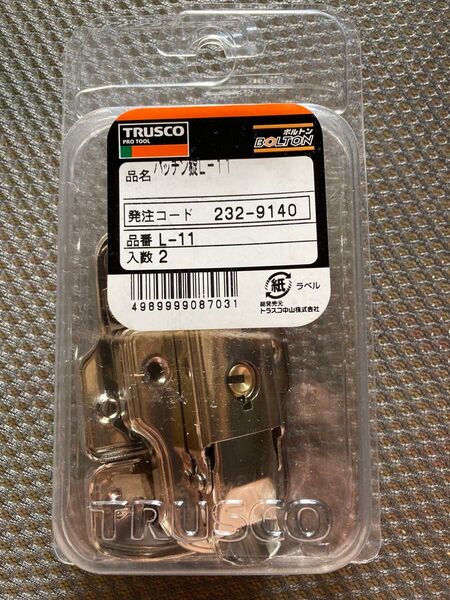 TRUSCO
PRO TOOL
ボルトン
BOLTON
品名 パッチン錠L-11
発注コード 232-9140
品番 L-11
入数 2
4989999087031
紙 ラベル
総発売元
トラスコ中山株式会社
TRUSCO